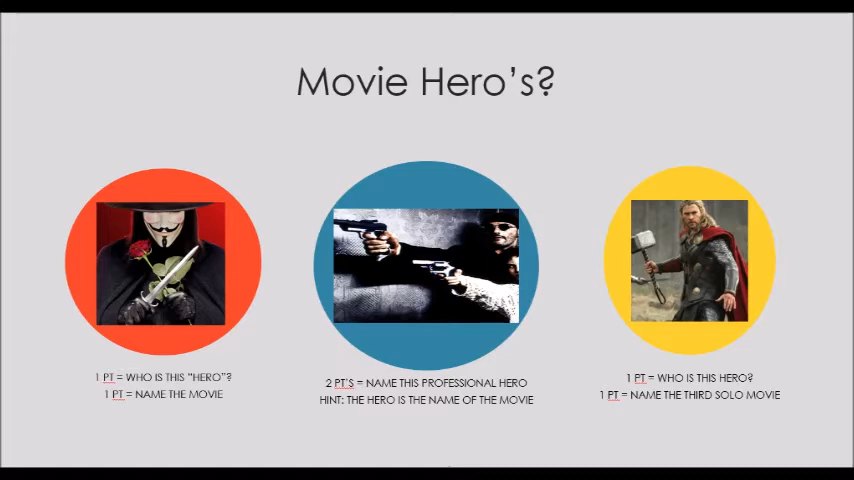 Movie Hero's?
1 PT = WHO IS THIS "HERO"?
1 PT = NAME THE MOVIE
2 PT'S = NAME THIS PROFESSIONAL HERO
HINT: THE HERO IS THE NAME OF THE MOVIE
1 PT = WHO IS THIS HERO?
1 PT = NAME THE THIRD SOLO MOVIE